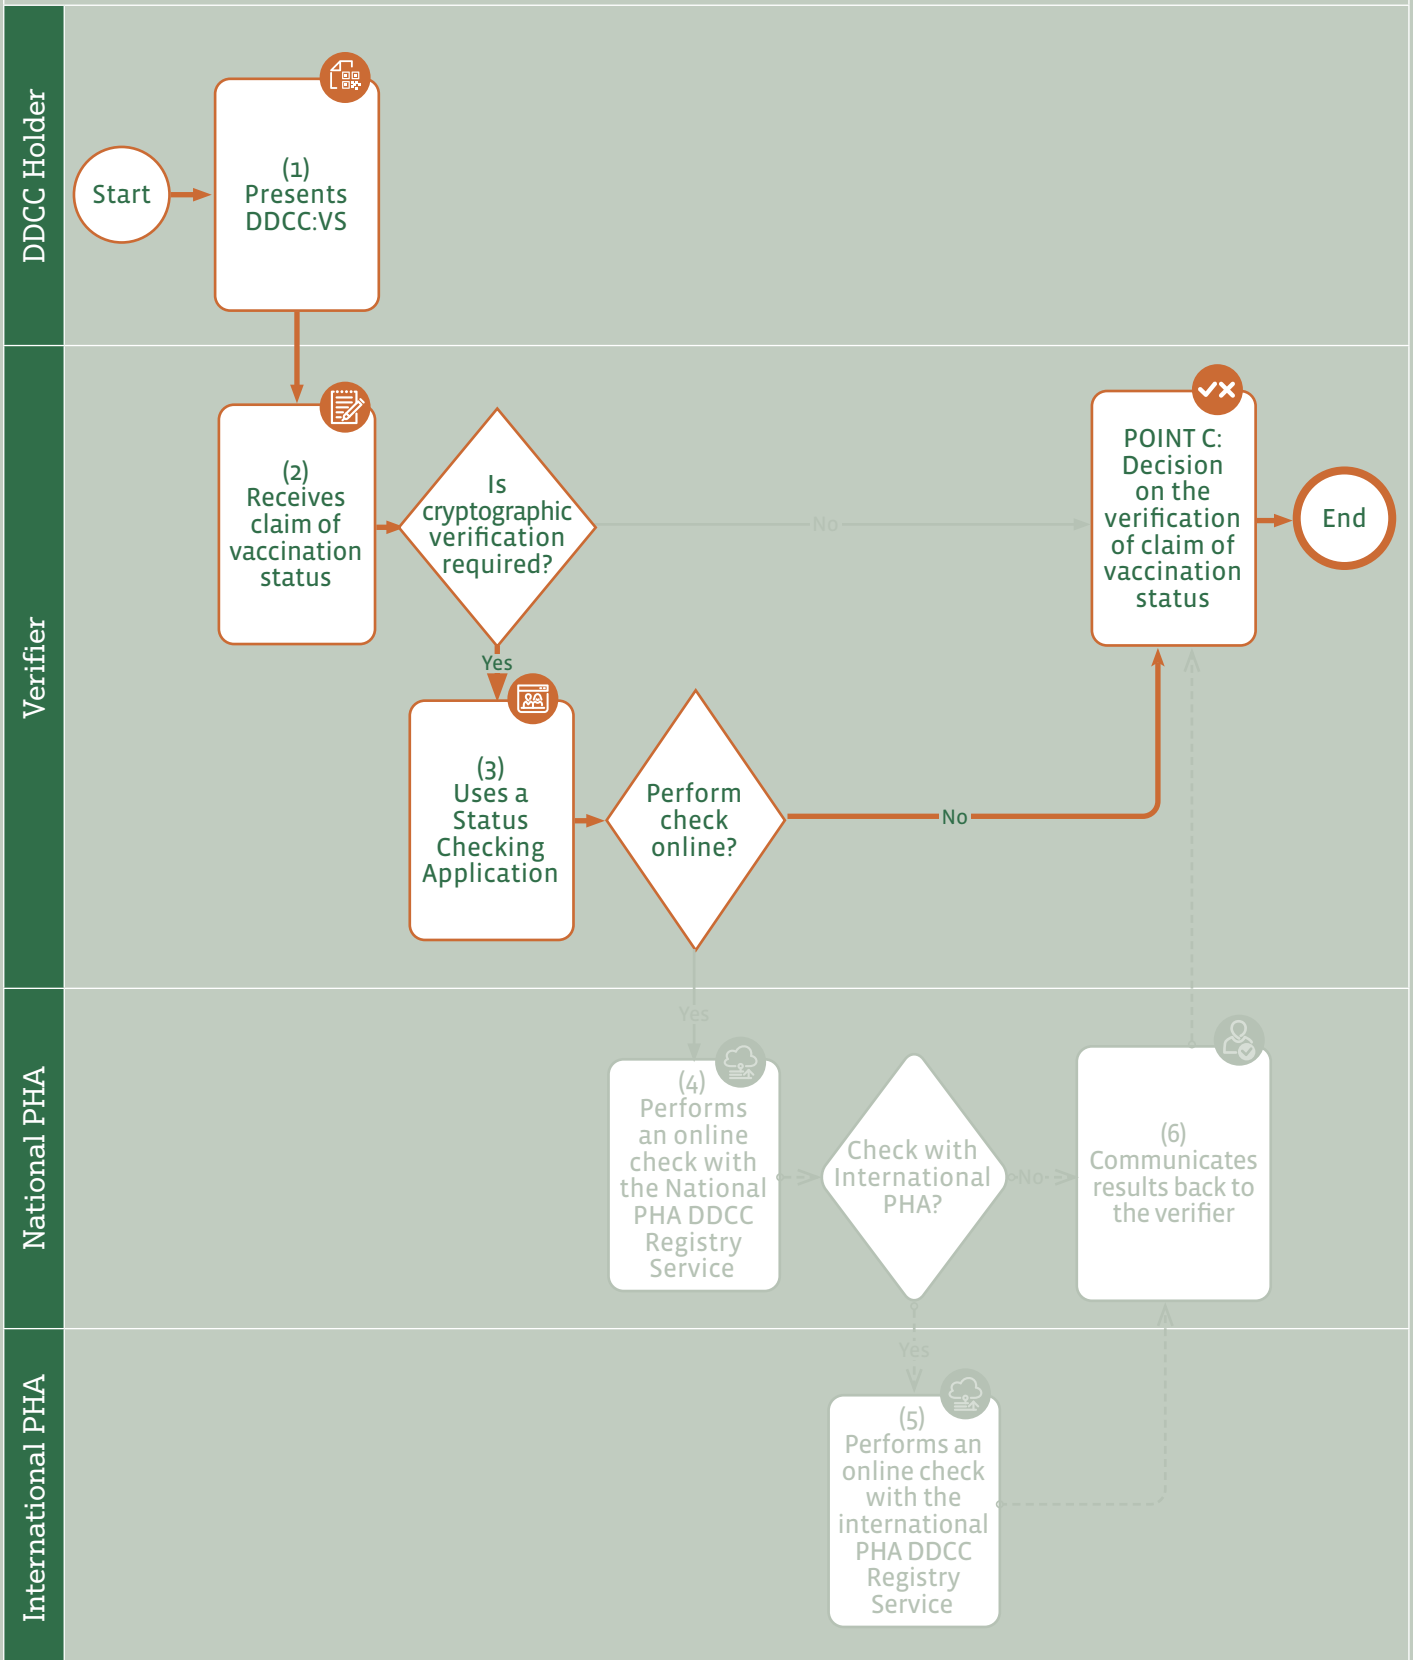 DDCC Holder
Start
(1)
Presents
DDCC:VS
Verifier
(2)
Receives
claim of
vaccination
status
Is
cryptographic
verification
required?
No
POINT C:
Decision
on the
verification
of claim of
vaccination
status
End
Yes
(3)
Uses a
Status
Checking
Application
Perform
check
online?
No
National PHA
Yes
(4)
Performs
an online
check with
the National
PHA DDCC
Registry
Service
Check with
International
PHA?
No
(6)
Communicates
results back to
the verifier
International PHA
Yes
(5)
Performs an
online check
with the
international
PHA DDCC
Registry
Service